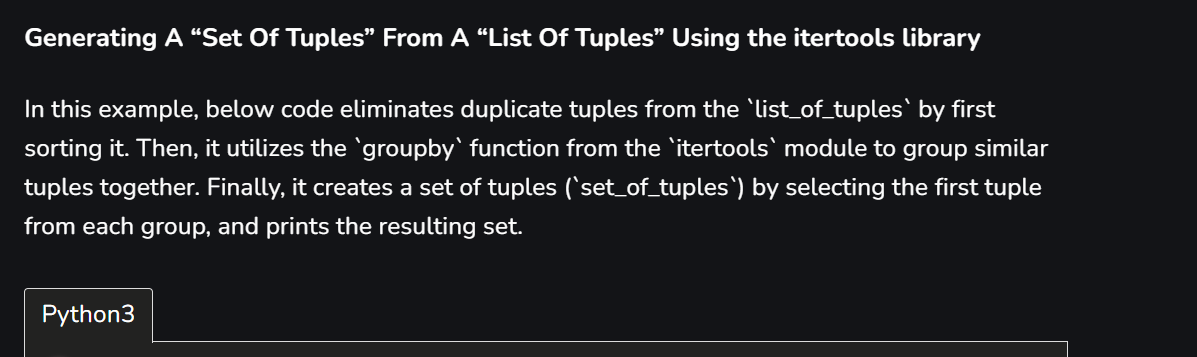 Generating A “Set Of Tuples” From A “List Of Tuples” Using the itertools library
In this example, below code eliminates duplicate tuples from the `list_of_tuples` by first
sorting it. Then, it utilizes the `groupby` function from the `itertools` module to group similar
tuples together. Finally, it creates a set of tuples (`set_of_tuples`) by selecting the first tuple
from each group, and prints the resulting set.
Python3